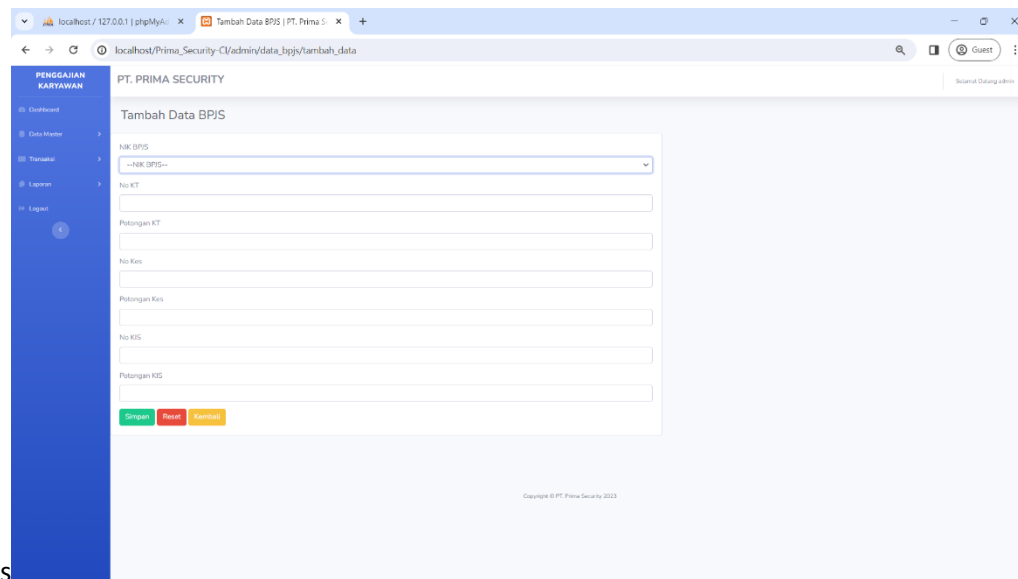 localhost / 127.0.0.1 | phpMyAd
Tambah Data BPJS | PT. Prima S
localhost/Prima_Security-CI/admin/data_bpjs/tambah_data
Guest
PENGGAJIAN
KARYAWAN
PT. PRIMA SECURITY
Selamat Datang admin
Dashboard
Data Master
Transaksi
Laporan
Logout
Tambah Data BPJS
NIK BPJS
--NIK BPJS--
No KT
Potongan KT
No Kes
Potongan Kes
No KIS
Potongan KIS
Simpan Reset Kembali
Copyright © PT. Prima Security 2023
s